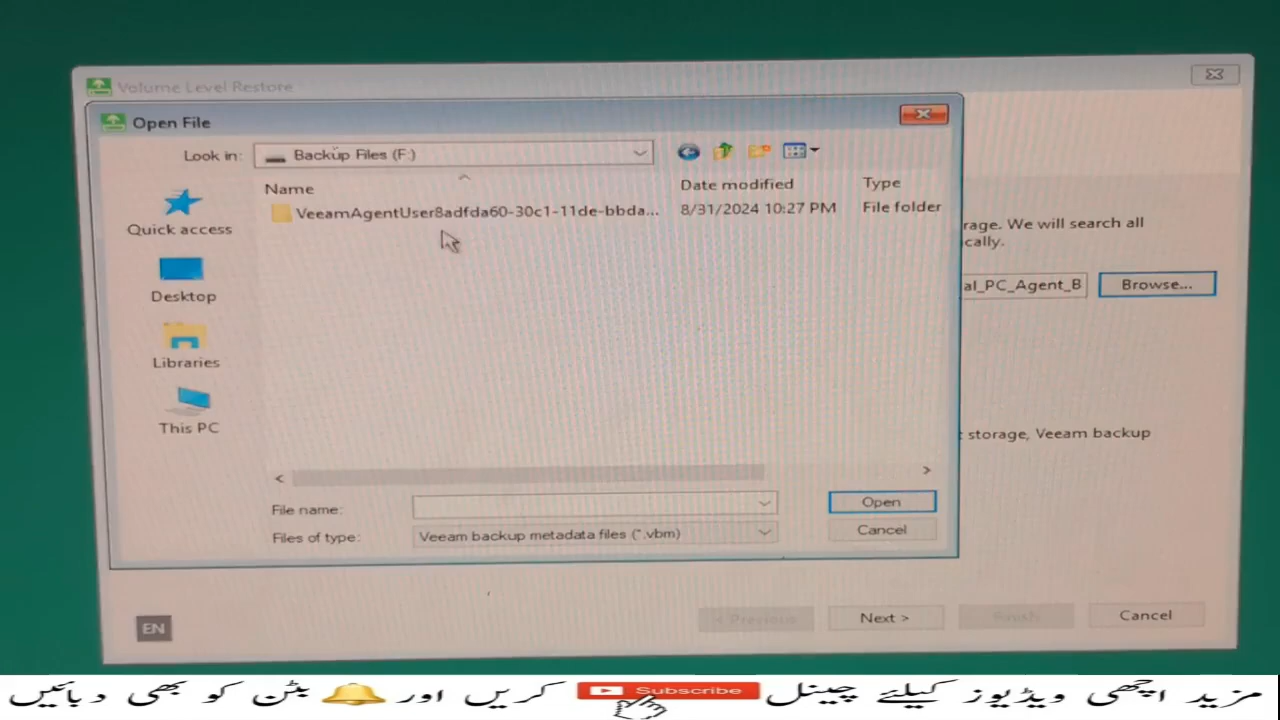 Volume Level Restore
Open File
Look in: Backup Files (F:)
Name Date modified Type
VeeamAgentUser8adfda60-30c1-11de-bbda... 8/31/2024 10:27 PM File folder
Quick access
Desktop
Libraries
This PC
rage. We will search all
cally.
al_PC_Agent_B Browse...
storage, Veeam backup
File name: Open
Files of type: Veeam backup metadata files (*.vbm) Cancel
EN < Previous Next > Finish Cancel
مزید اچھی ویڈیوز کیلئے چینل Subscribe کریں اور بٹن کو بھی دبائیں